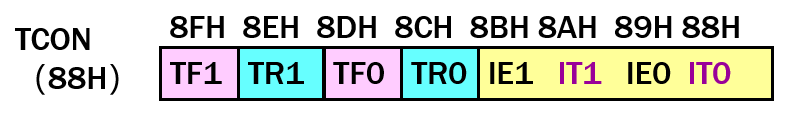 8FH 8EH 8DH 8CH 8BH 8AH 89H 88H
TCON
（88H）
TF1 TR1 TF0 TR0 IE1 IT1 IE0 IT0